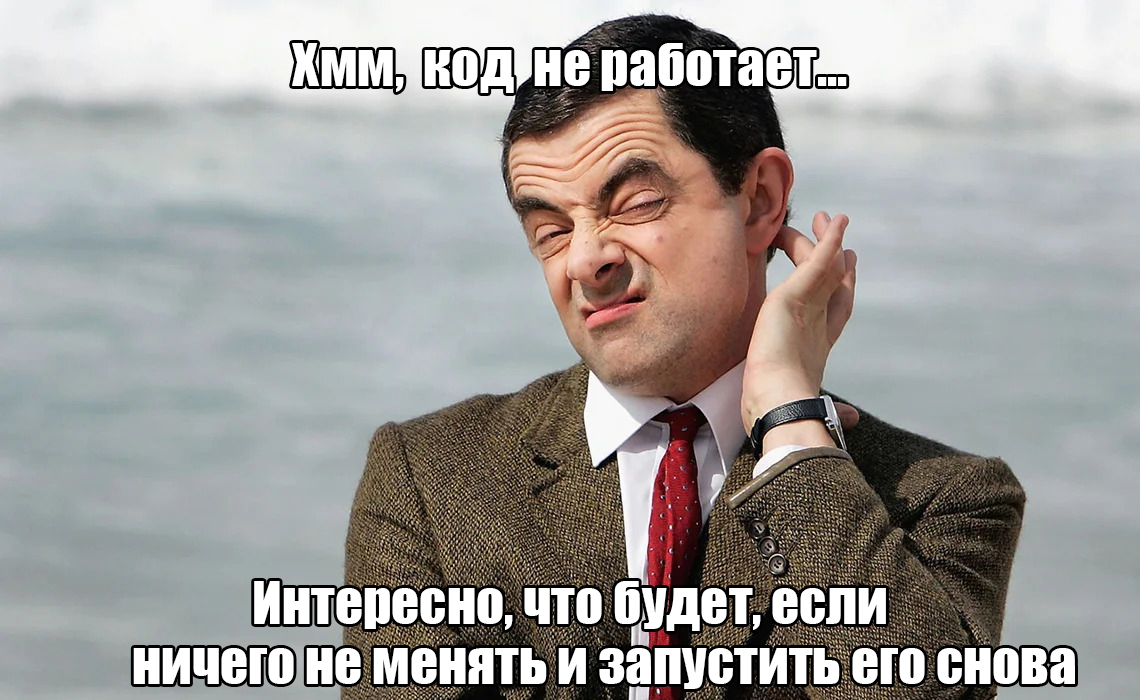 Хмм, код не работает...
Интересно, что будет, если
ничего не менять и запустить его снова